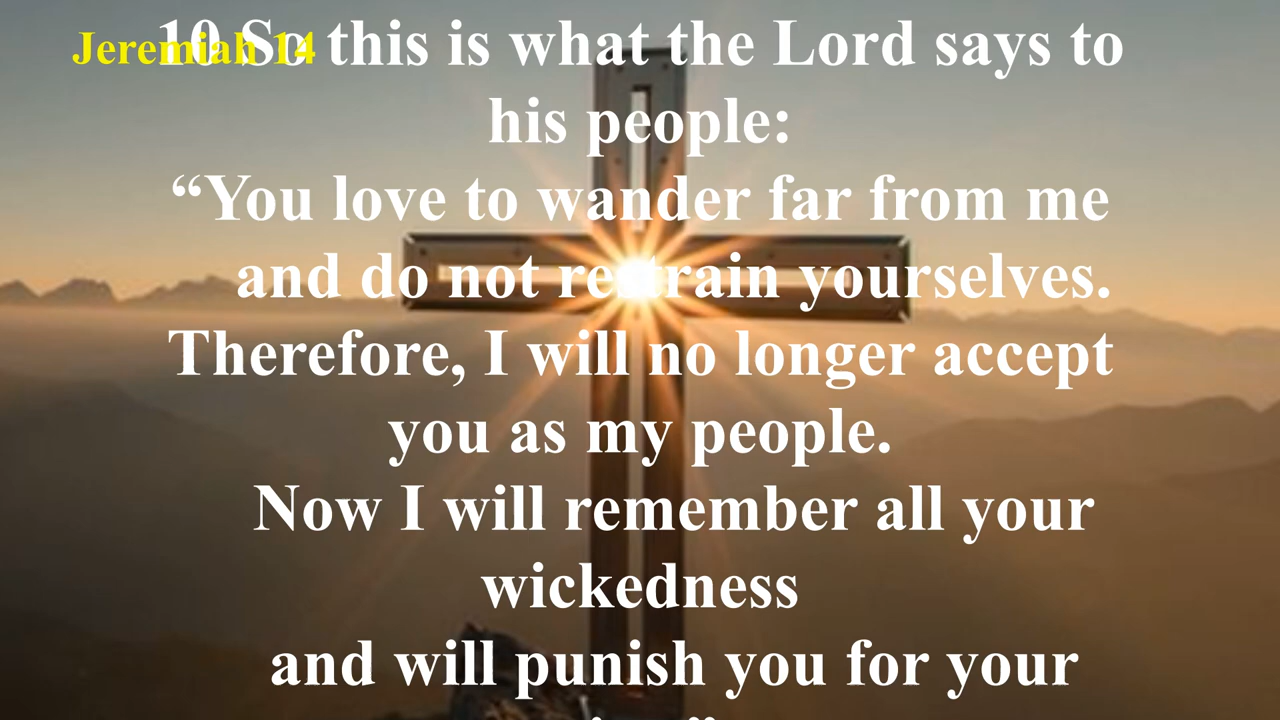 Jeremiah 14
10 So this is what the Lord says to
his people:
“You love to wander far from me
and do not restrain yourselves.
Therefore, I will no longer accept
you as my people.
Now I will remember all your
wickedness
and will punish you for your